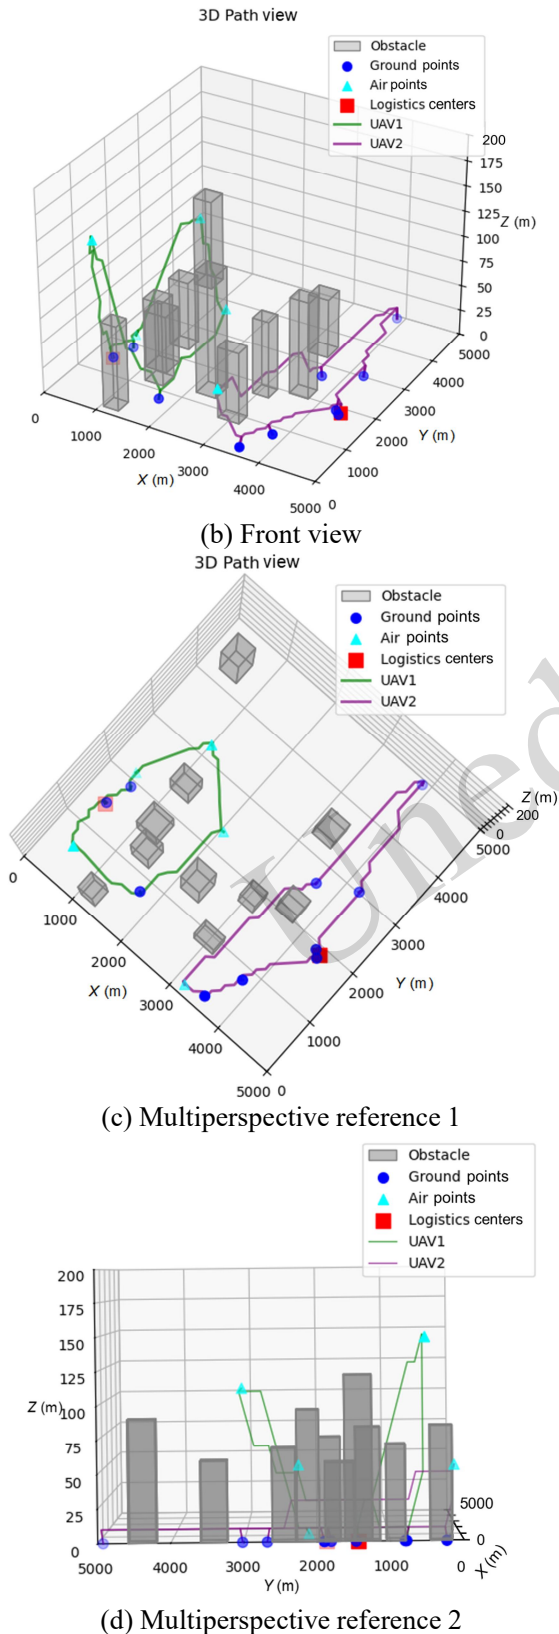 3D Path view
Obstacle
Ground points
Air points
Logistics centers
UAV1
UAV2
200
175
150
125
Z (m)
100
75
50
25
0
5000
4000
3000
2000
Y (m)
1000
0
0
1000
2000
X (m)
3000
4000
5000
(b) Front view
3D Path view
Obstacle
Ground points
Air points
Logistics centers
UAV1
UAV2
Z (m)
200
0
5000
4000
3000
Y (m)
2000
1000
0
0
1000
2000
X (m)
3000
4000
5000
(c) Multiperspective reference 1
Obstacle
Ground points
Air points
Logistics centers
UAV1
UAV2
200
175
150
125
Z (m)
100
75
50
25
0
5000
4000
3000
2000
1000
0
Y (m)
5000
0
X (m)
(d) Multiperspective reference 2
Uned